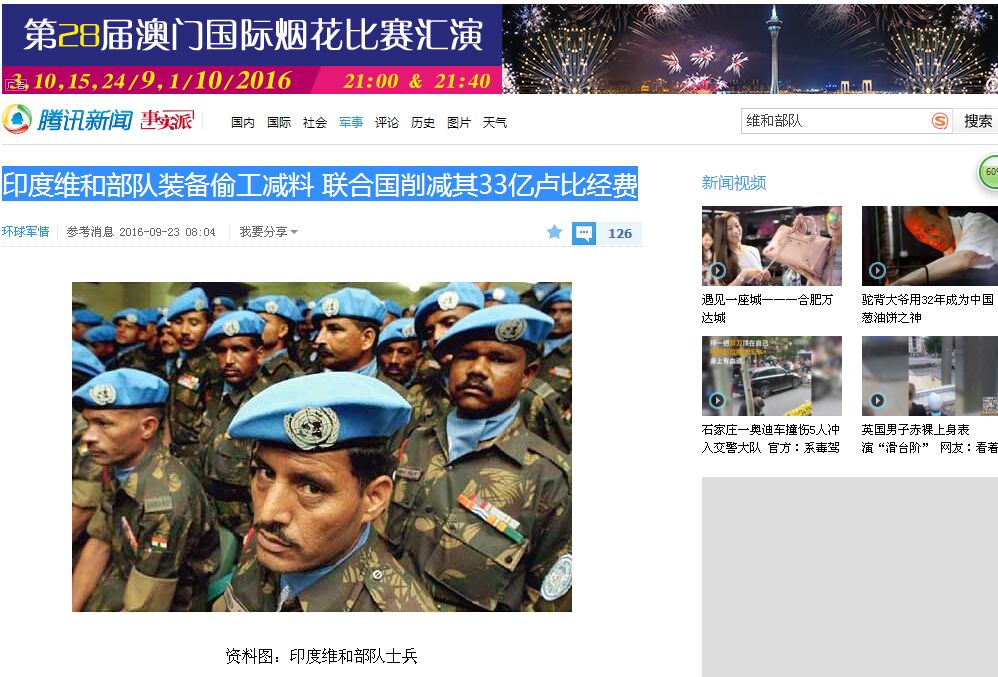 第28届澳门国际烟花比赛汇演
3, 10, 15, 24 / 9, 1 / 10 / 2016
21:00 & 21:40
广告
腾讯新闻 事实派
国内 国际 社会 军事 评论 历史 图片 天气
维和部队
搜索
印度维和部队装备偷工减料 联合国削减其33亿卢比经费
环球军情 参考消息 2016-09-23 08:04 我要分享
126
资料图：印度维和部队士兵
60%
新闻视频
遇见一座城一一一合肥万
达城
驼背大爷用32年成为中国
葱油饼之神
石家庄一奥迪车撞伤5人冲
入交警大队 官方：系毒驾
英国男子赤裸上身表
演“滑台阶” 网友：看着